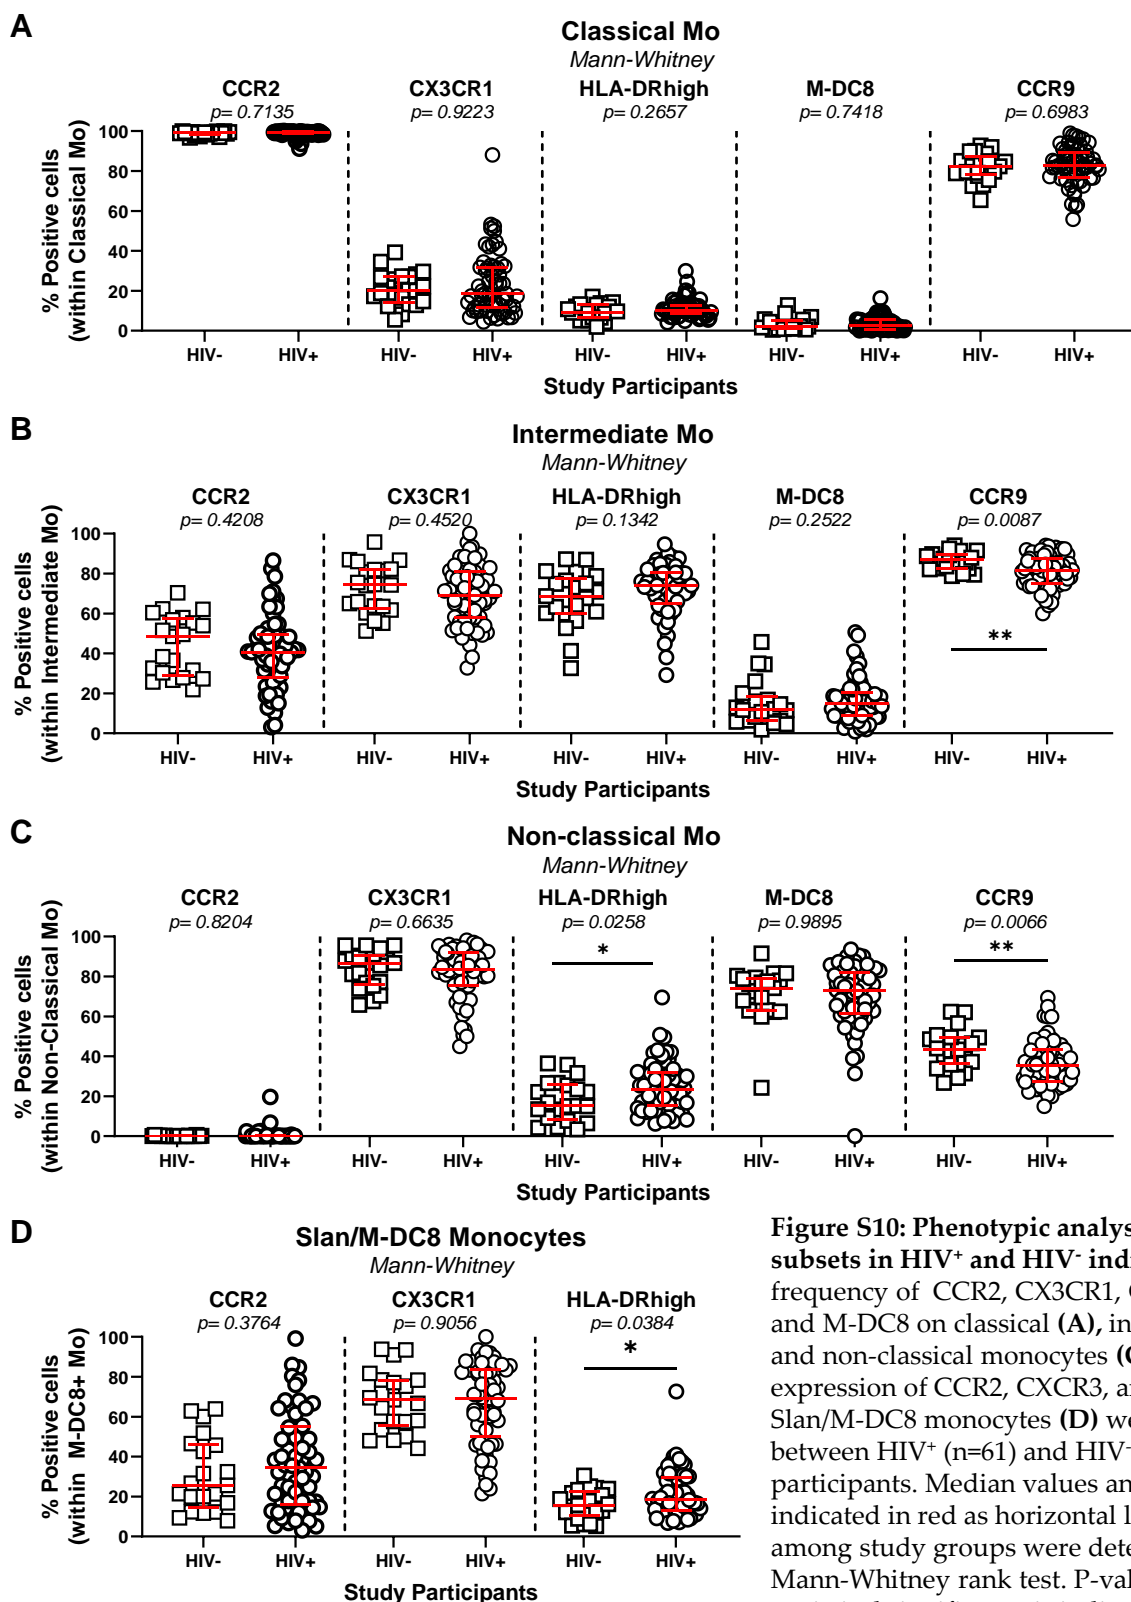 A
Classical Mo
Mann-Whitney
CCR2 CX3CR1 HLA-DRhigh M-DC8 CCR9
p= 0.7135 p= 0.9223 p= 0.2657 p= 0.7418 p= 0.6983
% Positive cells
(within Classical Mo)
100
80
60
40
20
0
HIV- HIV+ HIV- HIV+ HIV- HIV+ HIV- HIV+ HIV- HIV+
Study Participants
B
Intermediate Mo
Mann-Whitney
CCR2 CX3CR1 HLA-DRhigh M-DC8 CCR9
p= 0.4208 p= 0.4520 p= 0.1342 p= 0.2522 p= 0.0087
% Positive cells
(within Intermediate Mo)
100
80
60
40
20
0
**
HIV- HIV+ HIV- HIV+ HIV- HIV+ HIV- HIV+ HIV- HIV+
Study Participants
C
Non-classical Mo
Mann-Whitney
CCR2 CX3CR1 HLA-DRhigh M-DC8 CCR9
p= 0.8204 p= 0.6635 p= 0.0258 p= 0.9895 p= 0.0066
% Positive cells
(within Non-Classical Mo)
100
80
60
40
20
0
* **
HIV- HIV+ HIV- HIV+ HIV- HIV+ HIV- HIV+ HIV- HIV+
Study Participants
D
Slan/M-DC8 Monocytes
Mann-Whitney
CCR2 CX3CR1 HLA-DRhigh
p= 0.3764 p= 0.9056 p= 0.0384
% Positive cells
(within M-DC8+ Mo)
100
80
60
40
20
0
*
HIV- HIV+ HIV- HIV+ HIV- HIV+
Study Participants
Figure S10: Phenotypic analys
subsets in HIV+ and HIV- indi
frequency of CCR2, CX3CR1,
and M-DC8 on classical (A), in
and non-classical monocytes (
expression of CCR2, CXCR3, a
Slan/M-DC8 monocytes (D) we
between HIV+ (n=61) and HIV-
participants. Median values an
indicated in red as horizontal l
among study groups were dete
Mann-Whitney rank test. P-val